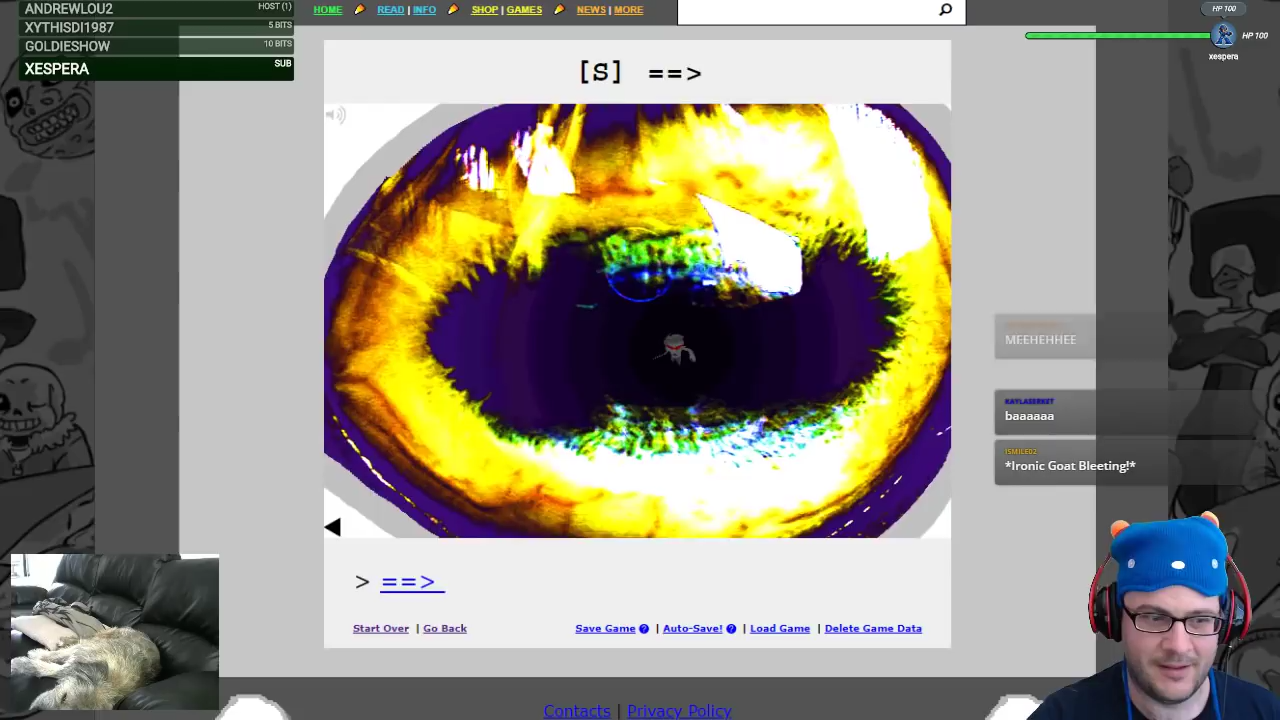 ANDREWLOU2 HOST (1)
XYTHISDI1987 5 BITS
GOLDIESHOW 10 BITS
XESPERA SUB
HOME READ | INFO SHOP | GAMES NEWS | MORE
HP 100
HP 100
xespera
[S] ==>
MEEHEHHEE
KAYLASERKET
baaaaaa
1SMILE02
*Ironic Goat Bleeting!*
> ==>
Start Over | Go Back Save Game ? | Auto-Save! ? | Load Game | Delete Game Data
Contacts | Privacy Policy